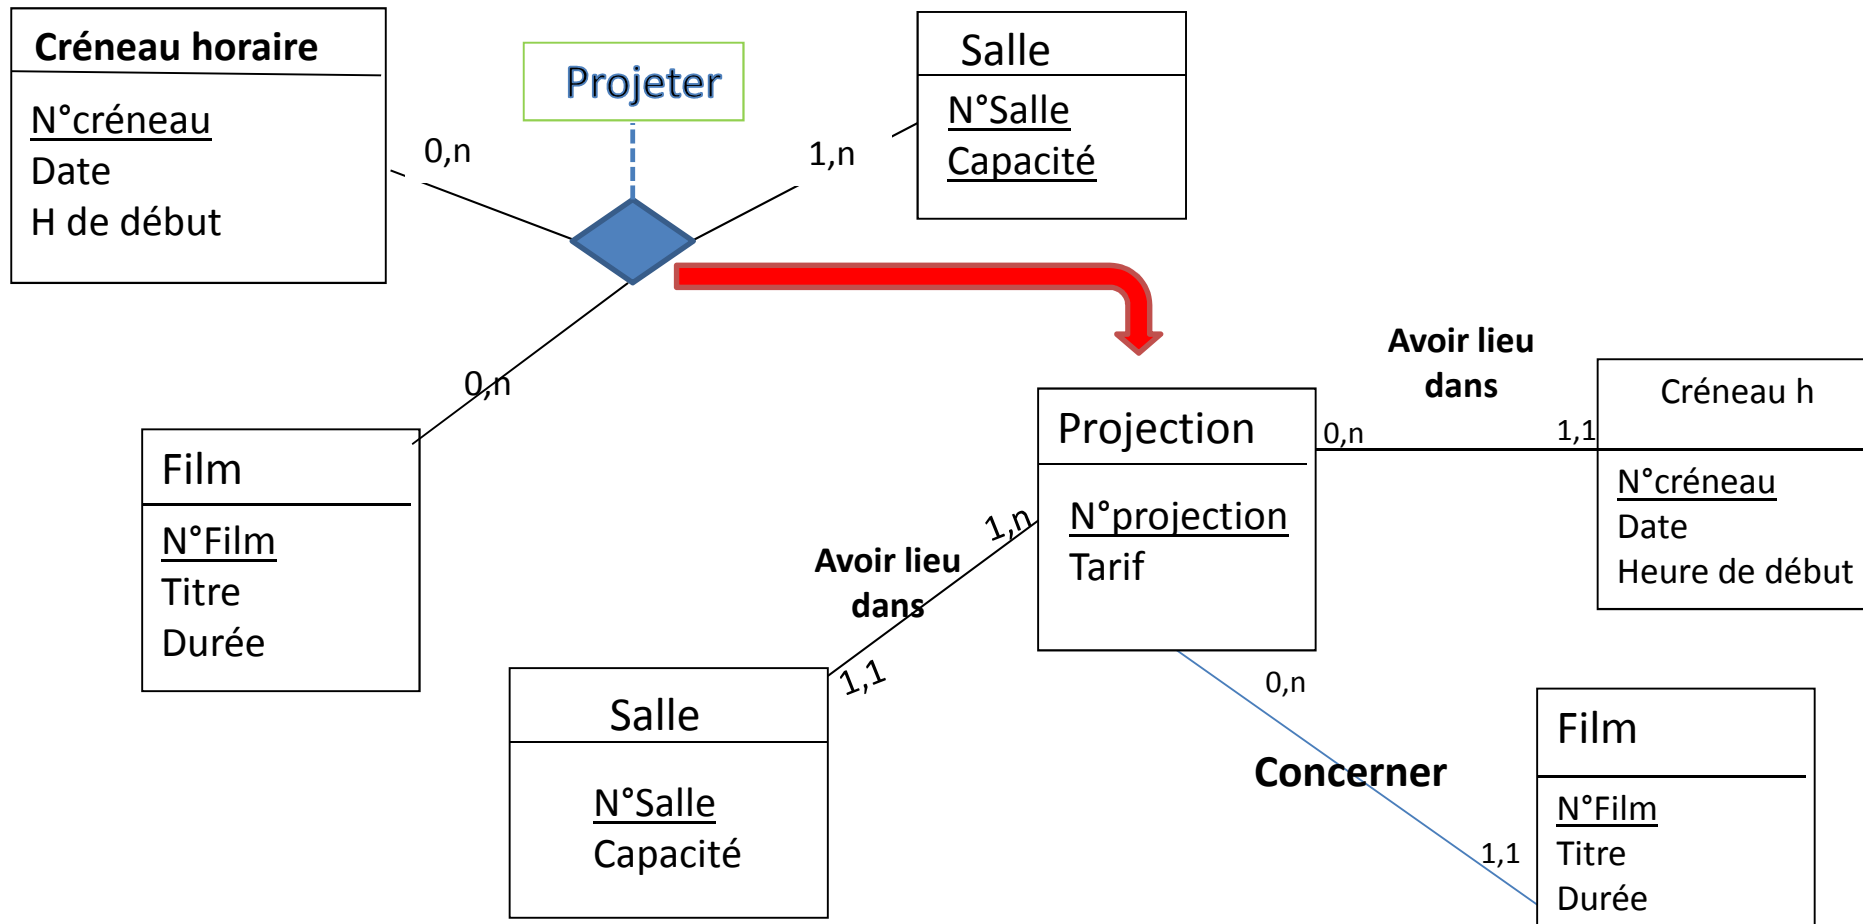 Créneau horaire
N°créneau
Date
H de début
0,n
Projeter
1,n
Salle
N°Salle
Capacité
0,n
Film
N°Film
Titre
Durée
Avoir lieu
dans
Projection
N°projection
Tarif
0,n
1,1
Créneau h
N°créneau
Date
Heure de début
1,n
Avoir lieu
dans
1,1
Salle
N°Salle
Capacité
0,n
Concerner
1,1
Film
N°Film
Titre
Durée